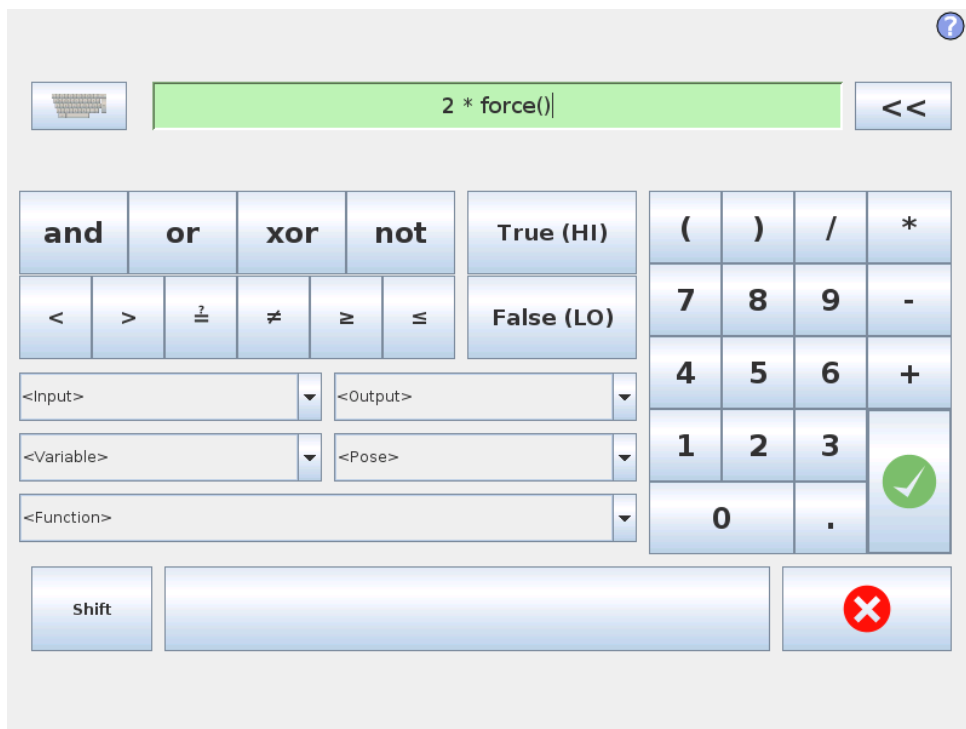 ?
2 * force()
<<
and or xor not True (HI) ( ) / *
< > ≟ ≠ ≥ ≤ False (LO) 7 8 9 -
<Input> <Output> 4 5 6 +
<Variable> <Pose> 1 2 3
<Function> 0 .
Shift